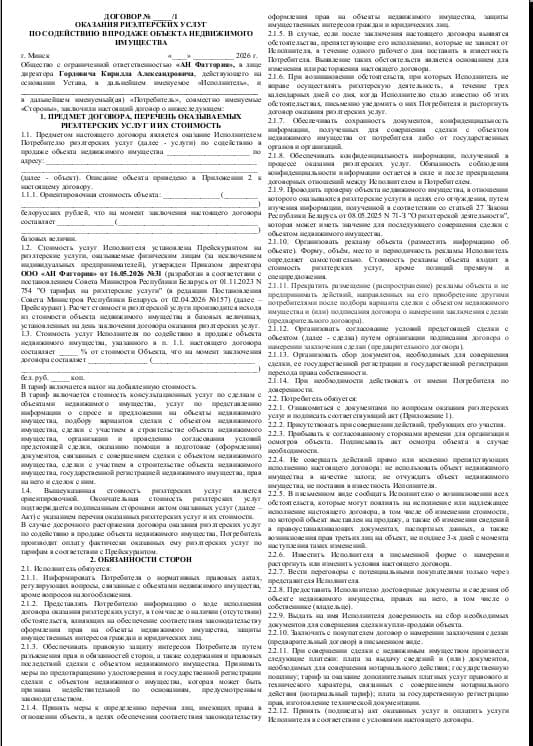 ДОГОВОР № _____/1
ОКАЗАНИЯ РИЭЛТЕРСКИХ УСЛУГ
ПО СОДЕЙСТВИЮ В ПРОДАЖЕ ОБЪЕКТА НЕДВИЖИМОГО
ИМУЩЕСТВА
г. Минск «____» __________ 2026 г.
Общество с ограниченной ответственностью «АН Фаттория», в лице
директора Гордовича Кирилла Александровича, действующего на
основании Устава, в дальнейшем именуемое «Исполнитель», и
в дальнейшем именуемый(ая) «Потребитель», совместно именуемые
«Стороны», заключили настоящий договор о нижеследующем:
1. ПРЕДМЕТ ДОГОВОРА, ПЕРЕЧЕНЬ ОКАЗЫВАЕМЫХ
РИЭЛТЕРСКИХ УСЛУГ И ИХ СТОИМОСТЬ
1.1. Предметом настоящего договора является оказание Исполнителем
Потребителю риэлтерских услуг (далее - услуги) по содействию в
продаже объекта недвижимого имущества ____________________ по
адресу: ____________________
(далее - объект). Описание объекта приведено в Приложении 2 к
настоящему договору.
1.1.1. Ориентировочная стоимость объекта: __________(__________
____________________)
белорусских рублей, что на момент заключения настоящего договора
составляет __________(__________
____________________)
базовых величин.
1.2. Стоимость услуг Исполнителя установлена Прейскурантом на
риэлтерские услуги, оказываемые физическим лицам (за исключением
индивидуальных предпринимателей), утвержден Приказом директора
ООО «АН Фаттория» от 16.05.2026 №31 (разработан в соответствии с
постановлением Совета Министров Республики Беларусь от 01.11.2023 N
754 "О тарифах на риэлтерские услуги" (в редакции Постановления
Совета Министров Республики Беларусь от 02.04.2026 №157) (далее –
Прейскурант). Расчет стоимости риэлтерской услуги производится исходя
из стоимости объекта недвижимого имущества в базовых величинах,
установленных на день заключения договора оказания риэлтерских услуг.
1.3. Стоимость услуг Исполнителя по содействию в продаже объекта
недвижимого имущества, указанного в п. 1.1. настоящего договора
составляет _____ % от стоимости Объекта, что на момент заключения
договора составляет __________ (__________
____________________)
бел. руб. _____ коп.
В тариф включается налог на добавленную стоимость.
В тариф включается стоимость консультационных услуг по сделкам с
объектами недвижимого имущества, услуг по представлению
информации о спросе и предложении на объекты недвижимого
имущества, подбору вариантов сделки с объектом недвижимого
имущества, сделки с участием в строительстве объекта недвижимого
имущества, организации и проведению согласования условий
предстоящей сделки, оказанию помощи в подготовке (оформлении)
документов, связанных с совершением сделки с объектом недвижимого
имущества, сделки с участием в строительстве объекта недвижимого
имущества, государственной регистрацией недвижимого имущества, прав
на него и сделок с ним.
1.4. Вышеуказанная стоимость риэлтерских услуг является
ориентировочной. Окончательная стоимость риэлтерских услуг
подтверждается подписанным сторонами актом оказанных услуг (далее –
Акт) с указанием перечня оказанных риэлтерских услуг и их стоимости.
В случае досрочного расторжения договора оказания риэлтерских услуг
по содействию в продаже объекта недвижимого имущества, Потребитель
производит оплату фактически оказанных ему риэлтерских услуг по
тарифам в соответствии с Прейскурантом.
2. ОБЯЗАННОСТИ СТОРОН
2.1. Исполнитель обязуется:
2.1.1. Информировать Потребителя о нормативных правовых актах,
регулирующих вопросы, связанные с объектами недвижимого имущества,
кроме вопросов налогообложения.
2.1.2. Представлять Потребителю информацию о ходе исполнения
договора оказания риэлтерских услуг, в том числе о наличии (отсутствии)
обстоятельств, влияющих на обеспечение соответствия законодательству
оформления прав на объекты недвижимого имущества, защиты
имущественных интересов граждан и юридических лиц.
2.1.3. Обеспечивать правовую защиту интересов Потребителя путем
разъяснения прав и обязанностей сторон, а также содержания и правовых
последствий сделки с объектом недвижимого имущества. Принимать
меры по предотвращению удостоверения и государственной регистрации
сделки с объектом недвижимого имущества, которая может быть
признана недействительной по основаниям, предусмотренным
законодательством.
2.1.4. Принять меры к определению перечня лиц, имеющих права в
отношении объекта, в целях обеспечения соответствия законодательству
оформления прав на объекты недвижимого имущества, защиты
имущественных интересов граждан и юридических лиц.
2.1.5. В случае, если после заключения настоящего договора выявятся
обстоятельства, препятствующие его исполнению, которые не зависят от
Исполнителя, в течение одного рабочего дня поставить в известность
Потребителя. Выявление таких обстоятельств является основанием для
изменения или расторжения настоящего договора.
2.1.6. При возникновении обстоятельств, при которых Исполнитель не
вправе осуществлять риэлтерскую деятельность, в течение трех
календарных дней со дня, когда Исполнителю стало известно об этих
обстоятельствах, письменно уведомить о них Потребителя и расторгнуть
договор оказания риэлтерских услуг.
2.1.7. Обеспечить сохранность документов, конфиденциальность
информации, полученных для совершения сделки с объектом
недвижимого имущества от потребителя либо от государственных
органов и организаций.
2.1.8. Обеспечивать конфиденциальность информации, полученной в
процессе оказания риэлтерских услуг. Обязанность соблюдения
конфиденциальности информации остается в силе и после прекращения
договорных отношений между Исполнителем и Потребителем.
2.1.9. Проводить проверку объекта недвижимого имущества, в отношении
которого оказываются риэлтерские услуги в целях его отчуждения, путем
изучения информации, полученной в соответствии со статьей 27 Закона
Республики Беларусь от 08.05.2025 N 71-З "О риэлтерской деятельности",
которая может иметь значение для последующего совершения сделки с
объектом недвижимого имущества.
2.1.10. Организовать рекламу объекта (разместить информацию об
объекте). Форму, объем, место и периодичность рекламы Исполнитель
определяет самостоятельно. Стоимость рекламы объекта входит в
стоимость риэлтерских услуг, кроме позиций премиум и
спецпредложения.
2.1.11. Прекратить размещение (распространение) рекламы объекта и не
предпринимать действий, направленных на его приобретение другими
потребителями после подбора варианта сделки с объектом недвижимого
имущества и (или) подписания договора о намерении заключения сделки
(предварительного договора).
2.1.12. Организовать согласование условий предстоящей сделки с
объектом (далее - сделка) путем организации подписания договора о
намерении заключения сделки (предварительного договора).
2.1.13. Организовать сбор документов, необходимых для совершения
сделки, ее государственной регистрации и государственной регистрации
перехода права собственности.
2.1.14. При необходимости действовать от имени Потребителя по
доверенности.
2.2. Потребитель обязуется:
2.2.1. Ознакомиться с документами по вопросам оказания риэлтерских
услуг и подписать соответствующий акт (Приложение 1).
2.2.2. Присутствовать при совершении действий, требующих его участия.
2.2.3. Прибывать к согласованному сторонами времени для организации
осмотров объекта. Подписывать акт осмотра объекта в случае
необходимости.
2.2.4. Не совершать действий прямо или косвенно препятствующих
исполнению настоящего договора: не использовать объект недвижимого
имущества в качестве залога; не отчуждать объект недвижимого
имущества, не поставив в известность Исполнителя.
2.2.5. В письменном виде сообщать Исполнителю о возникновении всех
обстоятельств, которые могут повлиять на исполнение или надлежащее
исполнение настоящего договора, в том числе об изменении стоимости,
по которой объект выставлен на продажу, а также об изменении сведений
в правоустанавливающих документах, паспортных данных, а также
возникновении прав третьих лиц на объект, не позднее 3-х дней с момента
наступления таких изменений.
2.2.6. Известить Исполнителя в письменной форме о намерении
расторгнуть или изменить условия настоящего договора.
2.2.7. Вести переговоры с потенциальными покупателями только через
представителя Исполнителя.
2.2.8. Предоставить Исполнителю достоверные документы и сведения об
объекте недвижимого имущества, правах на него, в том числе о
собственнике (владельце).
2.2.9. Выдать на имя Исполнителя доверенность на сбор необходимых
документов для совершения сделки купли-продажи объекта.
2.2.10. Заключить с покупателем договор о намерении заключения сделки
(предварительный договор) в письменном виде.
2.2.11. При совершении сделки с недвижимым имуществом произвести
следующие платежи: плата за выдачу сведений и (или) документов,
необходимых для совершения нотариального действия; государственную
пошлину; тариф за оказание дополнительных платных услуг правового и
технического характера, связанных с совершением нотариального
действия (нотариальный тариф); плата за государственную регистрацию
прав, изготовление технической документации.
2.2.12. Принять (подписать) акт оказанных услуг и оплатить услуги
Исполнителя в соответствии с условиями настоящего договора.